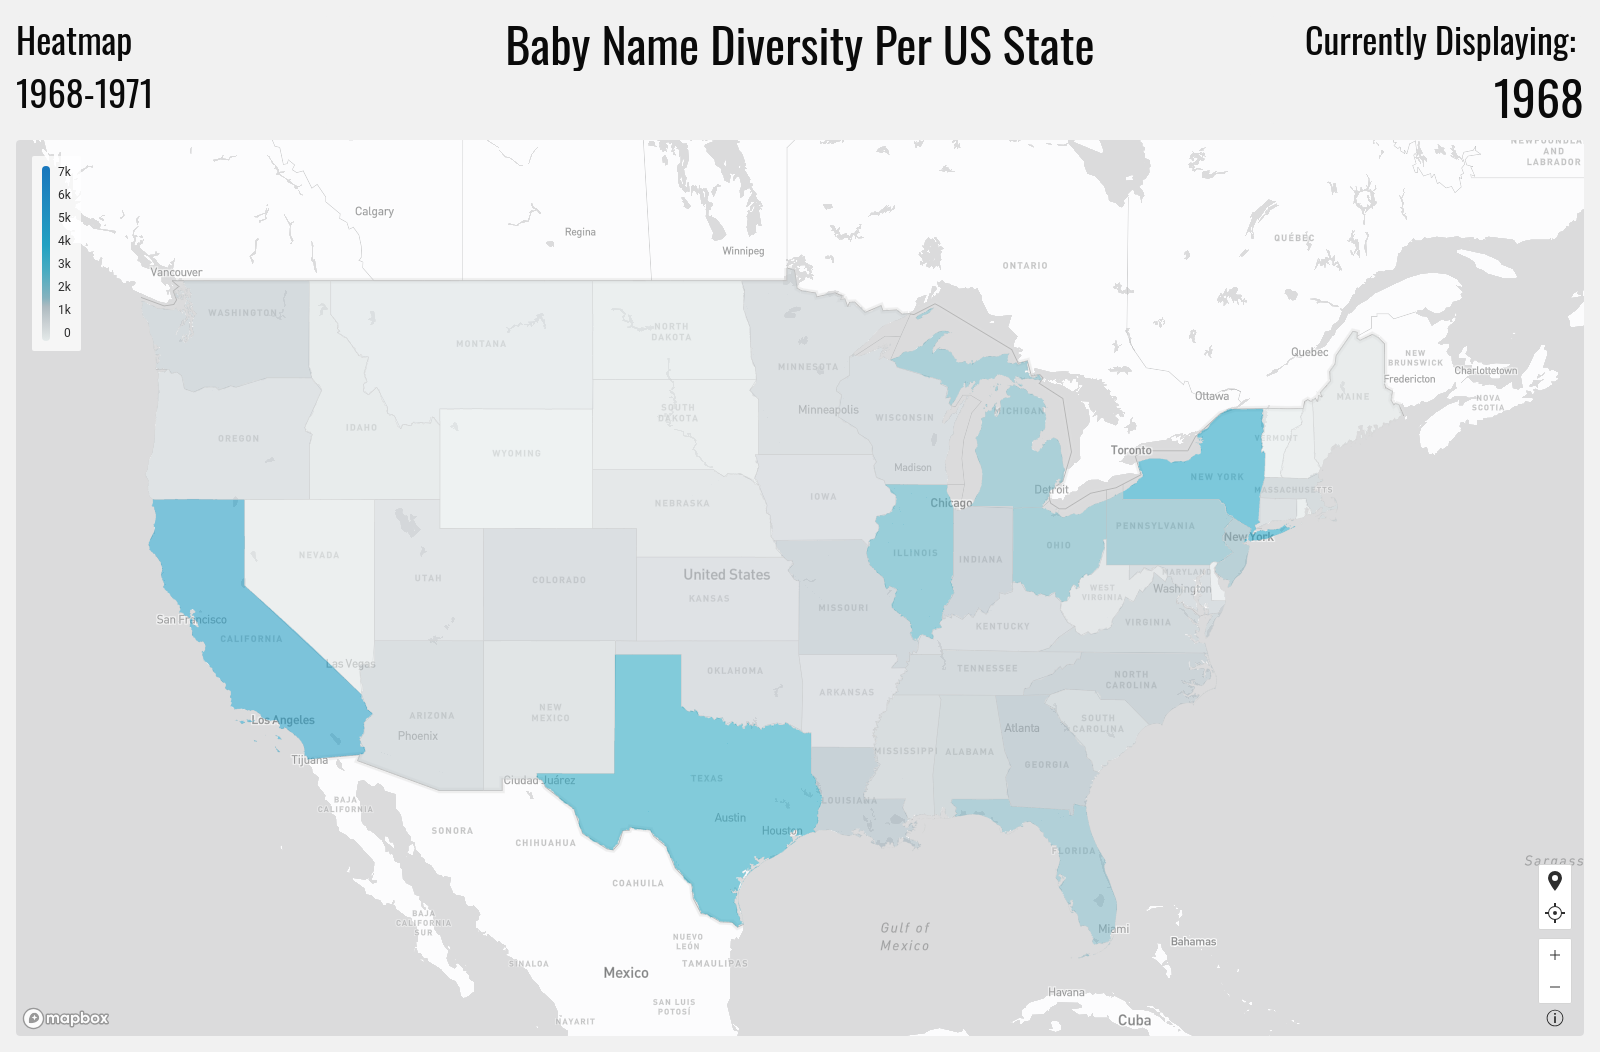 Heatmap
1968-1971
Baby Name Diversity Per US State
Currently Displaying:
1968
7k
6k
5k
4k
3k
2k
1k
0
NEWFOUNDLA
AND
LABRADOR
Calgary
Regina
Winnipeg
ONTARIO
QUÉBEC
Vancouver
WASHINGTON
MONTANA
NORTH
DAKOTA
MINNESOTA
Quebec
NEW
BRUNSWICK
Fredericton
Charlottetown
NOVA
SCOTIA
MAINE
Ottawa
OREGON
IDAHO
WYOMING
SOUTH
DAKOTA
Minneapolis
WISCONSIN
Madison
MICHIGAN
Detroit
Toronto
VERMONT
NEW YORK
MASSACHUSETTS
IOWA
NEBRASKA
Chicago
ILLINOIS
INDIANA
OHIO
PENNSYLVANIA
New York
NEVADA
UTAH
COLORADO
United States
KANSAS
MISSOURI
KENTUCKY
WEST
VIRGINIA
MARYLAND
Washington
VIRGINIA
San Francisco
CALIFORNIA
Las Vegas
Los Angeles
Tijuana
ARIZONA
Phoenix
NEW
MEXICO
OKLAHOMA
ARKANSAS
TENNESSEE
NORTH
CAROLINA
SOUTH
CAROLINA
Atlanta
GEORGIA
ALABAMA
MISSISSIPPI
LOUISIANA
TEXAS
Austin
Houston
Ciudad Juárez
BAJA
CALIFORNIA
SONORA
CHIHUAHUA
COAHUILA
BAJA
CALIFORNIA
SUR
NUEVO
LEÓN
SINALOA
Mexico
TAMAULIPAS
SAN LUIS
POTOSÍ
NAYARIT
Gulf of
Mexico
FLORIDA
Miami
Bahamas
Havana
Cuba
Sargass
+
−
mapbox